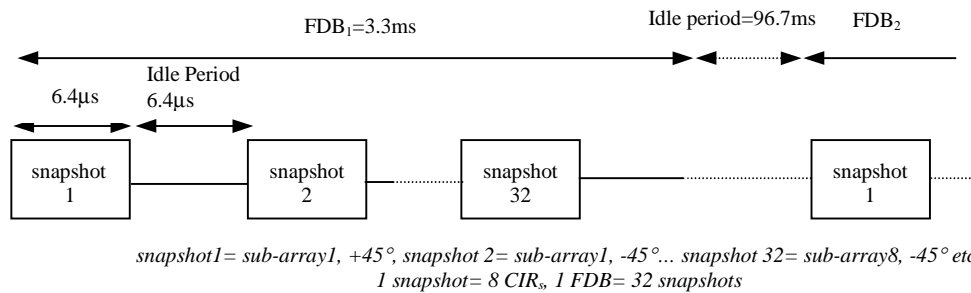 FDB₁=3.3ms
Idle period=96.7ms
FDB₂
Idle Period
6.4μs
6.4μs
snapshot
1
snapshot
2
snapshot
32
snapshot
1
snapshot1= sub-array1, +45°, snapshot 2= sub-array1, -45°... snapshot 32= sub-array8, -45° etc
1 snapshot= 8 CIRₛ, 1 FDB= 32 snapshots